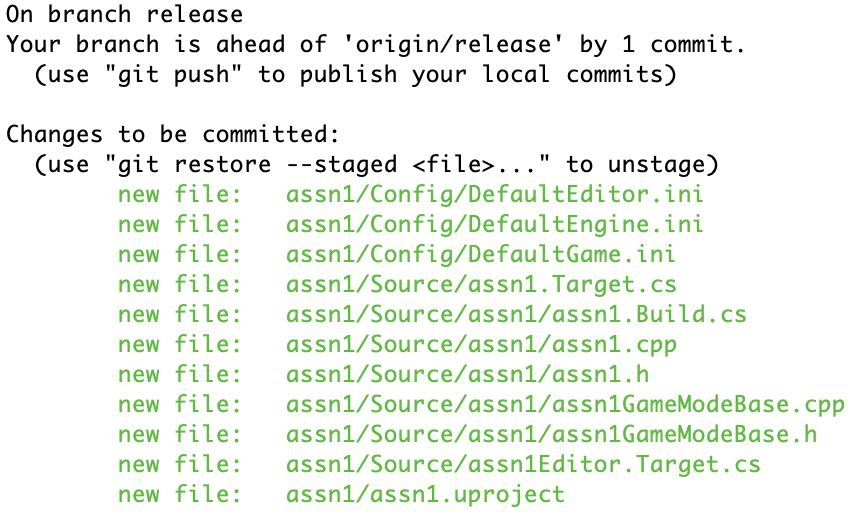 On branch release
Your branch is ahead of 'origin/release' by 1 commit.
  (use "git push" to publish your local commits)

Changes to be committed:
  (use "git restore --staged <file>..." to unstage)
        new file:   assn1/Config/DefaultEditor.ini
        new file:   assn1/Config/DefaultEngine.ini
        new file:   assn1/Config/DefaultGame.ini
        new file:   assn1/Source/assn1.Target.cs
        new file:   assn1/Source/assn1/assn1.Build.cs
        new file:   assn1/Source/assn1/assn1.cpp
        new file:   assn1/Source/assn1/assn1.h
        new file:   assn1/Source/assn1/assn1GameModeBase.cpp
        new file:   assn1/Source/assn1/assn1GameModeBase.h
        new file:   assn1/Source/assn1Editor.Target.cs
        new file:   assn1/assn1.uproject